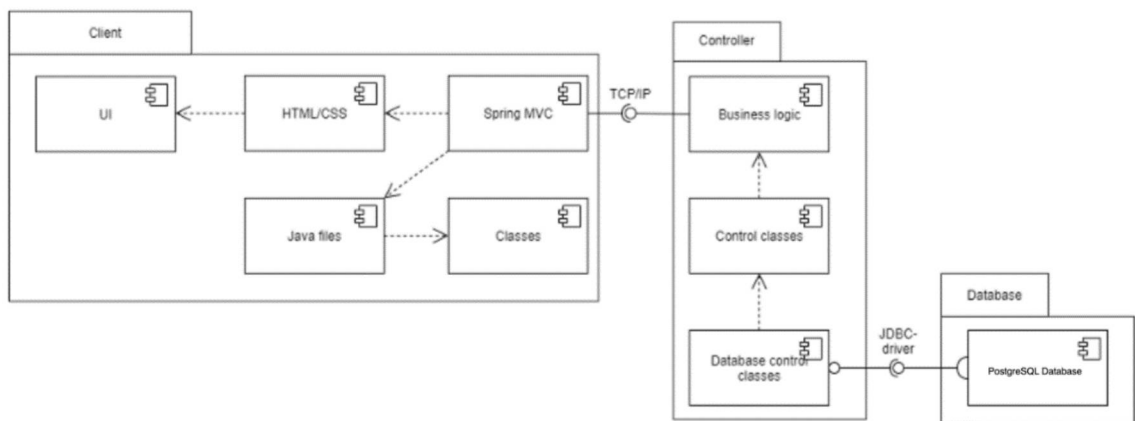 Client
Controller
UI
HTML/CSS
Spring MVC
TCP/IP
Business logic
Java files
Classes
Control classes
Database
JDBC-
driver
Database control
classes
PostgreSQL Database